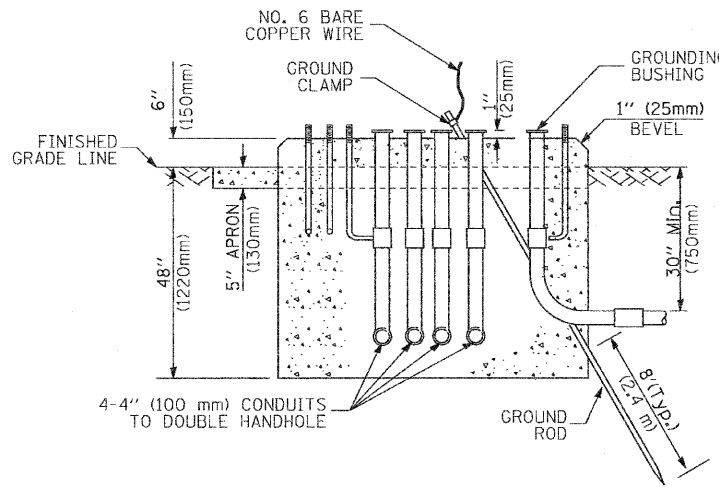 NO. 6 BARE
COPPER WIRE
GROUND
CLAMP
1"
(25mm)
GROUNDING
BUSHING
1" (25mm)
BEVEL
6"
(150mm)
FINISHED
GRADE LINE
48"
(1220mm)
5" APRON
(130mm)
30" Min.
(750mm)
4-4" (100 mm) CONDUITS
TO DOUBLE HANDHOLE
GROUND
ROD
8'(Typ.)
(2.4 m)